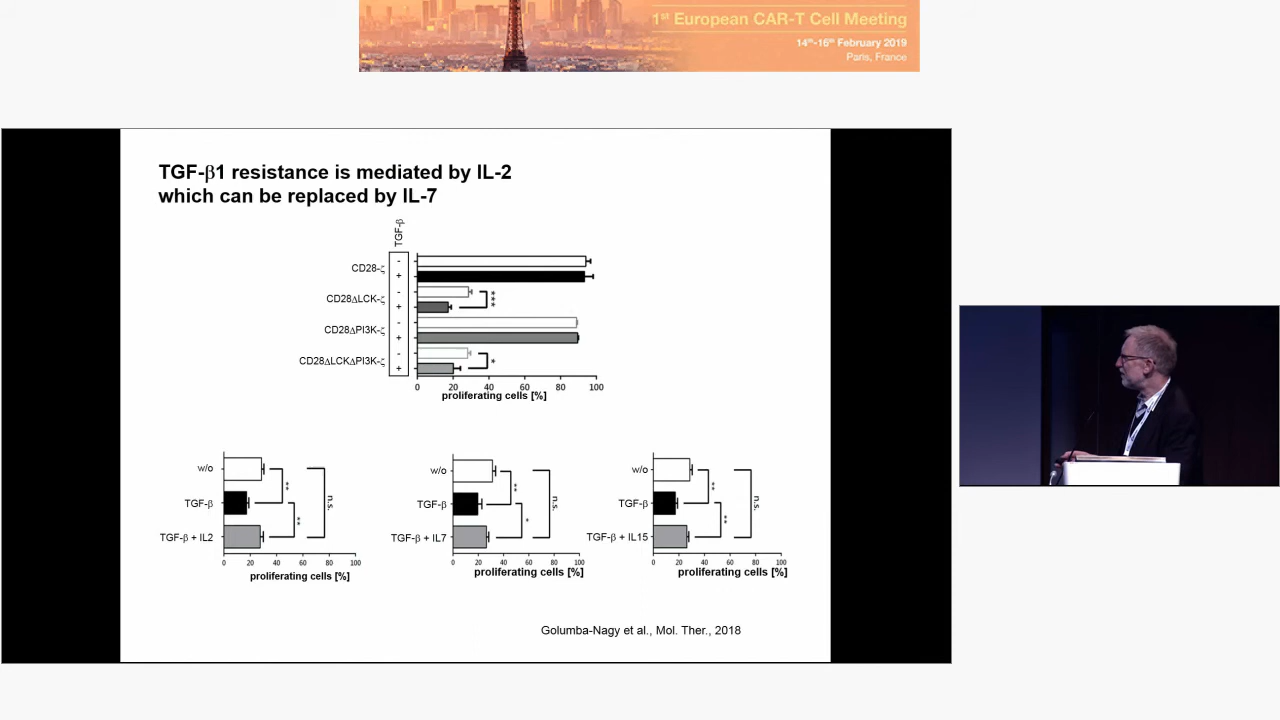 1st European CAR-T Cell Meeting
14th-16th February 2019
Paris, France
TGF-β1 resistance is mediated by IL-2
which can be replaced by IL-7
TGF-β
CD28-ζ
-
+
CD28ΔLCK-ζ
-
+
***
CD28ΔPI3K-ζ
-
+
CD28ΔLCKΔPI3K-ζ
-
+
*
0 20 40 60 80 100
proliferating cells [%]
w/o
TGF-β
TGF-β + IL2
**
**
n.s.
0 20 40 60 80 100
proliferating cells [%]
w/o
TGF-β
TGF-β + IL7
**
*
n.s.
0 20 40 60 80 100
proliferating cells [%]
w/o
TGF-β
TGF-β + IL15
**
**
n.s.
0 20 40 60 80 100
proliferating cells [%]
Golumba-Nagy et al., Mol. Ther., 2018